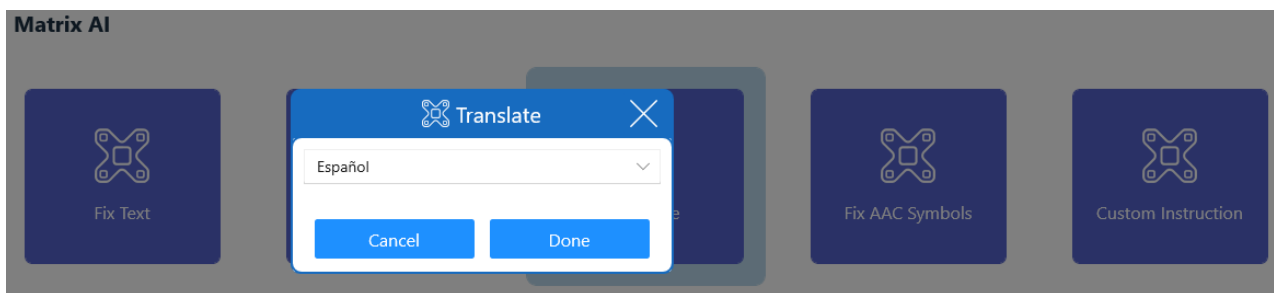 Matrix AI
Translate
Español
Cancel
Done
Fix Text
Fix AAC Symbols
Custom Instruction